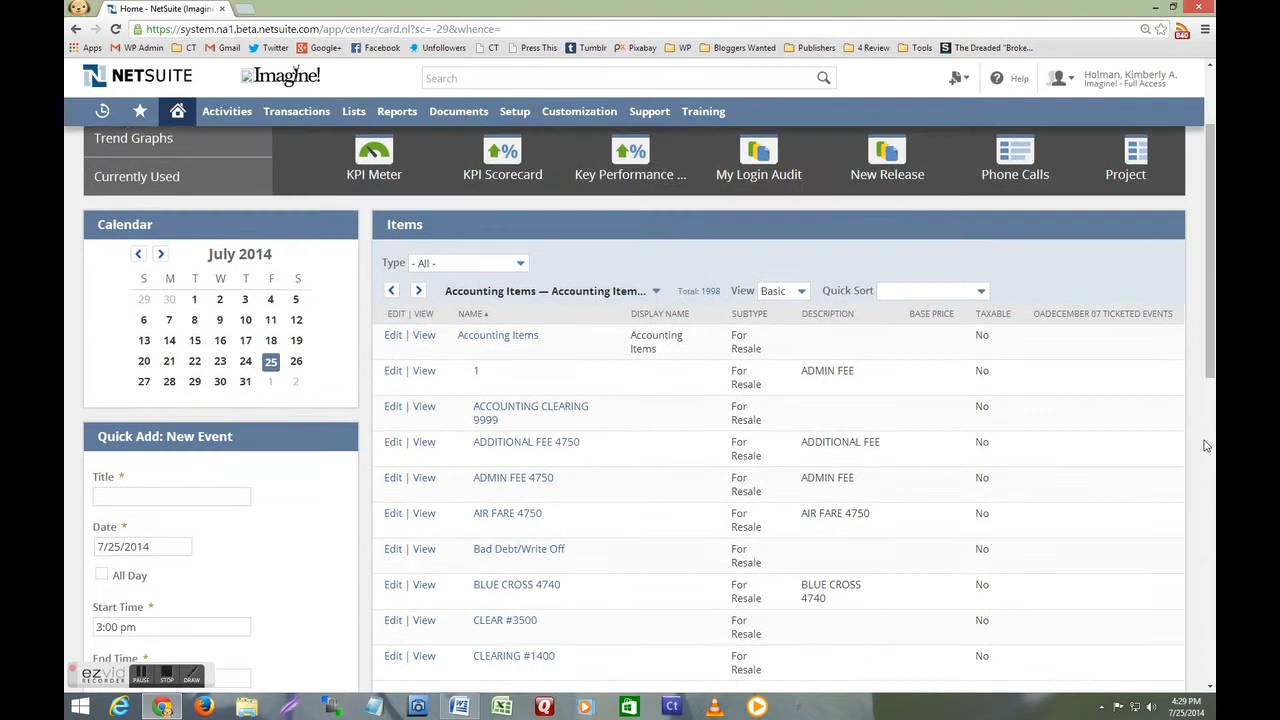 Home - NetSuite (Imagin
https://system.na1.beta.netsuite.com/app/center/card.nl?sc=-29&whence=
Apps WP Admin CT Gmail Twitter Google+ Facebook Unfollowers CT Press This Tumblr Pixabay WP Bloggers Wanted Publishers 4 Review Tools The Dreaded "Broke...
840
NETSUITE Imagine! Search Help Holman, Kimberly A.
Imagine! - Full Access
Activities Transactions Lists Reports Documents Setup Customization Support Training
Trend Graphs
Currently Used
KPI Meter KPI Scorecard Key Performance ... My Login Audit New Release Phone Calls Project
Calendar
July 2014
S M T W T F S
29 30 1 2 3 4 5
6 7 8 9 10 11 12
13 14 15 16 17 18 19
20 21 22 23 24 25 26
27 28 29 30 31 1 2
Quick Add: New Event
Title *
Date *
7/25/2014
All Day
Start Time *
3:00 pm
End Time *
Items
Type - All -
Accounting Items — Accounting Item... Total: 1998 View Basic Quick Sort
EDIT | VIEW NAME DISPLAY NAME SUBTYPE DESCRIPTION BASE PRICE TAXABLE OADECEMBER 07 TICKETED EVENTS
Edit | View Accounting Items Accounting Items For Resale No
Edit | View 1 For Resale ADMIN FEE No
Edit | View ACCOUNTING CLEARING 9999 For Resale No
Edit | View ADDITIONAL FEE 4750 For Resale ADDITIONAL FEE No
Edit | View ADMIN FEE 4750 For Resale ADMIN FEE No
Edit | View AIR FARE 4750 For Resale AIR FARE 4750 No
Edit | View Bad Debt/Write Off For Resale No
Edit | View BLUE CROSS 4740 For Resale BLUE CROSS 4740 No
Edit | View CLEAR #3500 For Resale No
Edit | View CLEARING #1400 For Resale No
ezvid
RECORDER
PAUSE STOP DRAW
Ct
4:29 PM
7/25/2014